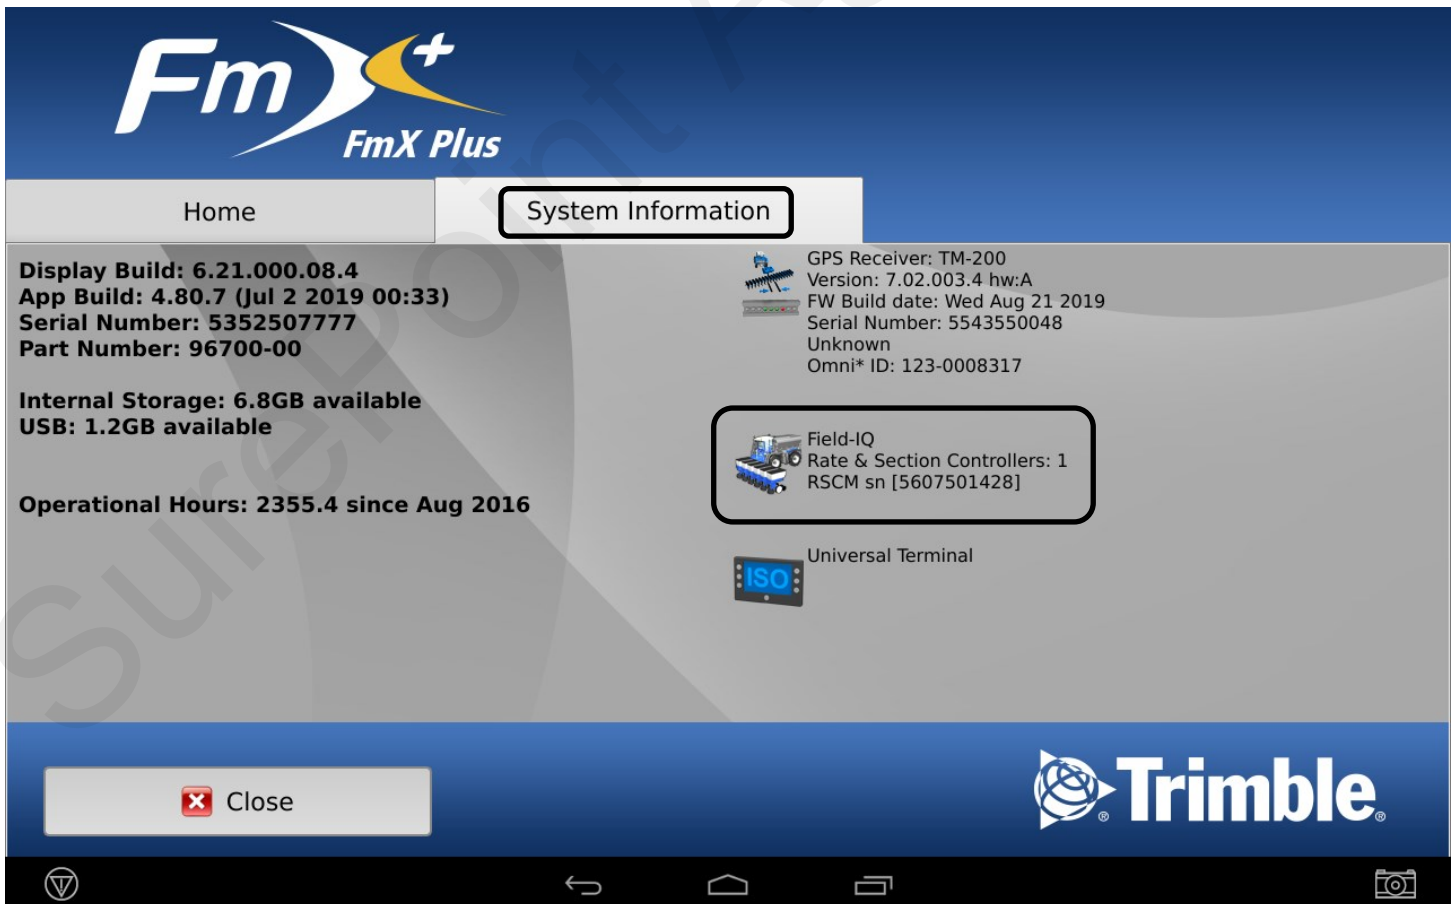 FmX+
FmX Plus
Home
System Information
Display Build: 6.21.000.08.4
App Build: 4.80.7 (Jul 2 2019 00:33)
Serial Number: 5352507777
Part Number: 96700-00
Internal Storage: 6.8GB available
USB: 1.2GB available
Operational Hours: 2355.4 since Aug 2016
GPS Receiver: TM-200
Version: 7.02.003.4 hw:A
FW Build date: Wed Aug 21 2019
Serial Number: 5543550048
Unknown
Omni* ID: 123-0008317
Field-IQ
Rate & Section Controllers: 1
RSCM sn [5607501428]
ISO
Universal Terminal
Close
Trimble®
SurePoint